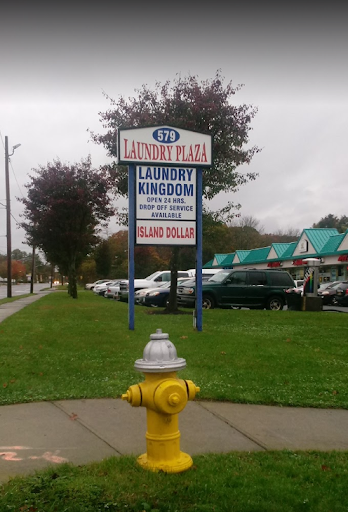 579
LAUNDRY PLAZA
LAUNDRY
KINGDOM
OPEN 24 HRS.
DROP OFF SERVICE
AVAILABLE
ISLAND DOLLAR